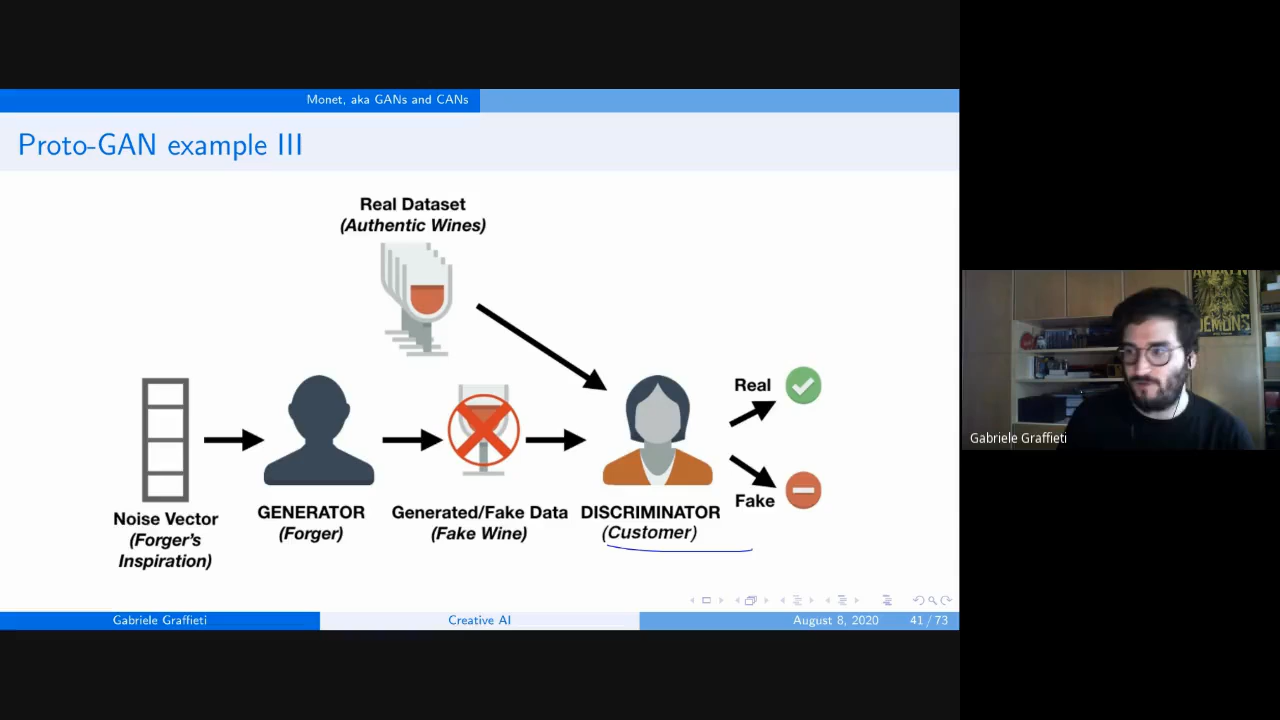 Monet, aka GANs and CANs
Proto-GAN example III
Real Dataset
(Authentic Wines)
Noise Vector
(Forger's
Inspiration)
GENERATOR
(Forger)
Generated/Fake Data
(Fake Wine)
DISCRIMINATOR
(Customer)
Real
Fake
Gabriele Graffieti
Creative AI
August 8, 2020
41 / 73
DEMONS
Gabriele Graffieti